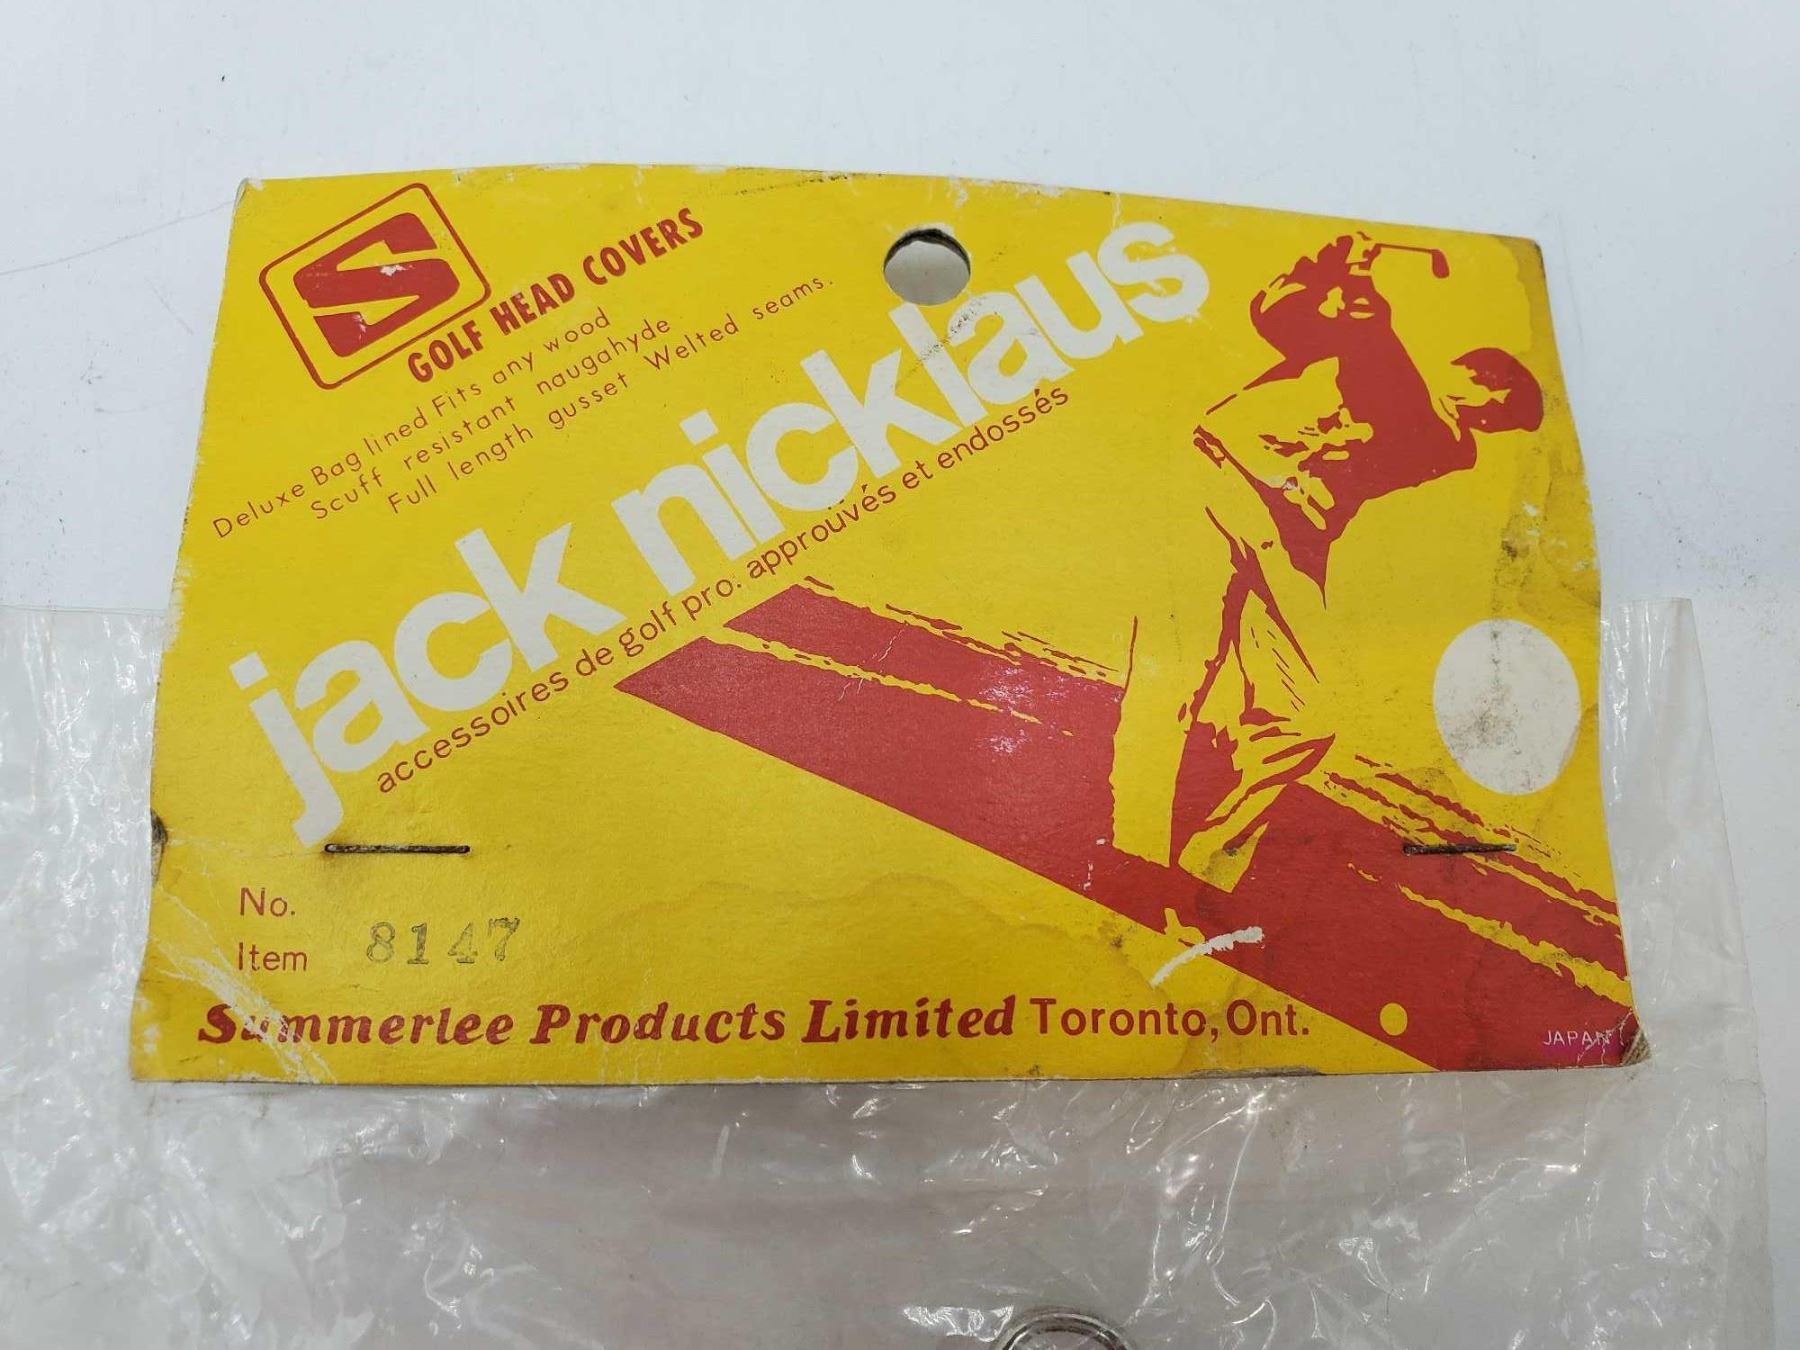 S
GOLF HEAD COVERS
Deluxe Bag lined Fits any wood
Scuff resistant naugahyde
Full length gusset Welted seams.
jack nicklaus
accessoires de golf pro. approuvés et endossés
No.
Item 8147
Summerlee Products Limited Toronto, Ont.
JAPAN